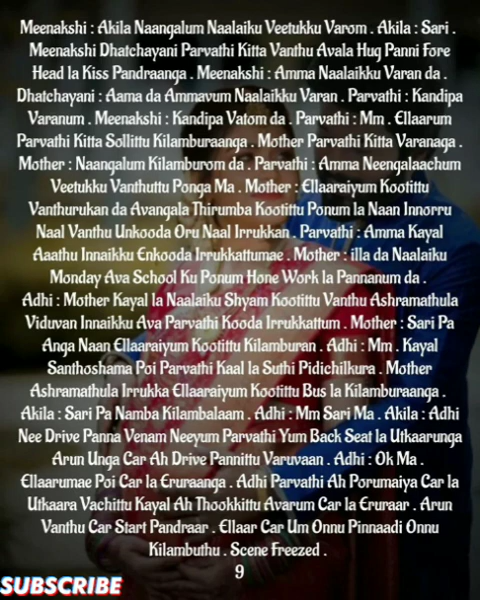 Meenakshi : Akila Naangalum Naalaiku Veetukku Varom . Akila : Sari .
Meenakshi Dhatchayani Parvathi Kitta Vanthu Avala Hug Panni Fore
Head la Kiss Pandraanga . Meenakshi : Amma Naalaikku Varan da .
Dhatchayani : Aama da Ammavum Naalaikku Varan . Parvathi : Kandipa
Varanum . Meenakshi : Kandipa Vatom da . Parvathi : Mm . Ellaarum
Parvathi Kitta Sollittu Kilamburaanga . Mother Parvathi Kitta Varanaga .
Mother : Naangalum Kilamburom da . Parvathi : Amma Neengalaachum
Veetukku Vanthuttu Ponga Ma . Mother : Ellaaraiyum Kootittu
Vanthurukan da Avangala Thirumba Kootittu Ponum la Naan Innorru
Naal Vanthu Unkooda Oru Naal Irrukkan . Parvathi : Amma Kayal
Aaathu Innaikku Enkooda Irrukkattumae . Mother : illa da Naalaiku
Monday Ava School Ku Ponum Hone Work la Pannanum da .
Adhi : Mother Kayal la Naalaiku Shyam Kootittu Vanthu Ashramathula
Viduvan Innaikku Ava Parvathi Kooda Irrukkattum . Mother : Sari Pa
Anga Naan Ellaaraiyum Kootittu Kilamburan . Adhi : Mm . Kayal
Santhoshama Poi Parvathi Kaal la Suthi Pidichilkura . Mother
Ashramathula Irrukka Ellaaraiyum Kootittu Bus la Kilamburaanga .
Akila : Sari Pa Namba Kilambalaam . Adhi : Mm Sari Ma . Akila : Adhi
Nee Drive Panna Venam Neeyum Parvathi Yum Back Seat la Utkaarunga
Arun Unga Car Ah Drive Pannittu Varuvaan . Adhi : Ok Ma .
Ellaarumae Poi Car la Eruraanga . Adhi Parvathi Ah Porumaiya Car la
Utkaara Vachittu Kayal Ah Thookkittu Avarum Car la Eruraar . Arun
Vanthu Car Start Pandraar . Ellaar Car Um Onnu Pinnaadi Onnu
Kilambuthu . Scene Freezed .
9
SUBSCRIBE